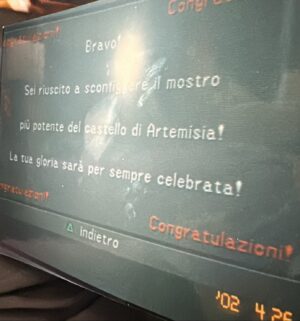 Congratulazioni!
Bravo!
Sei riuscito a sconfiggere il mostro
più potente del castello di Artemisia!
La tua gloria sarà per sempre celebrata!
Congratulazioni!
△ Indietro
'02 4 26